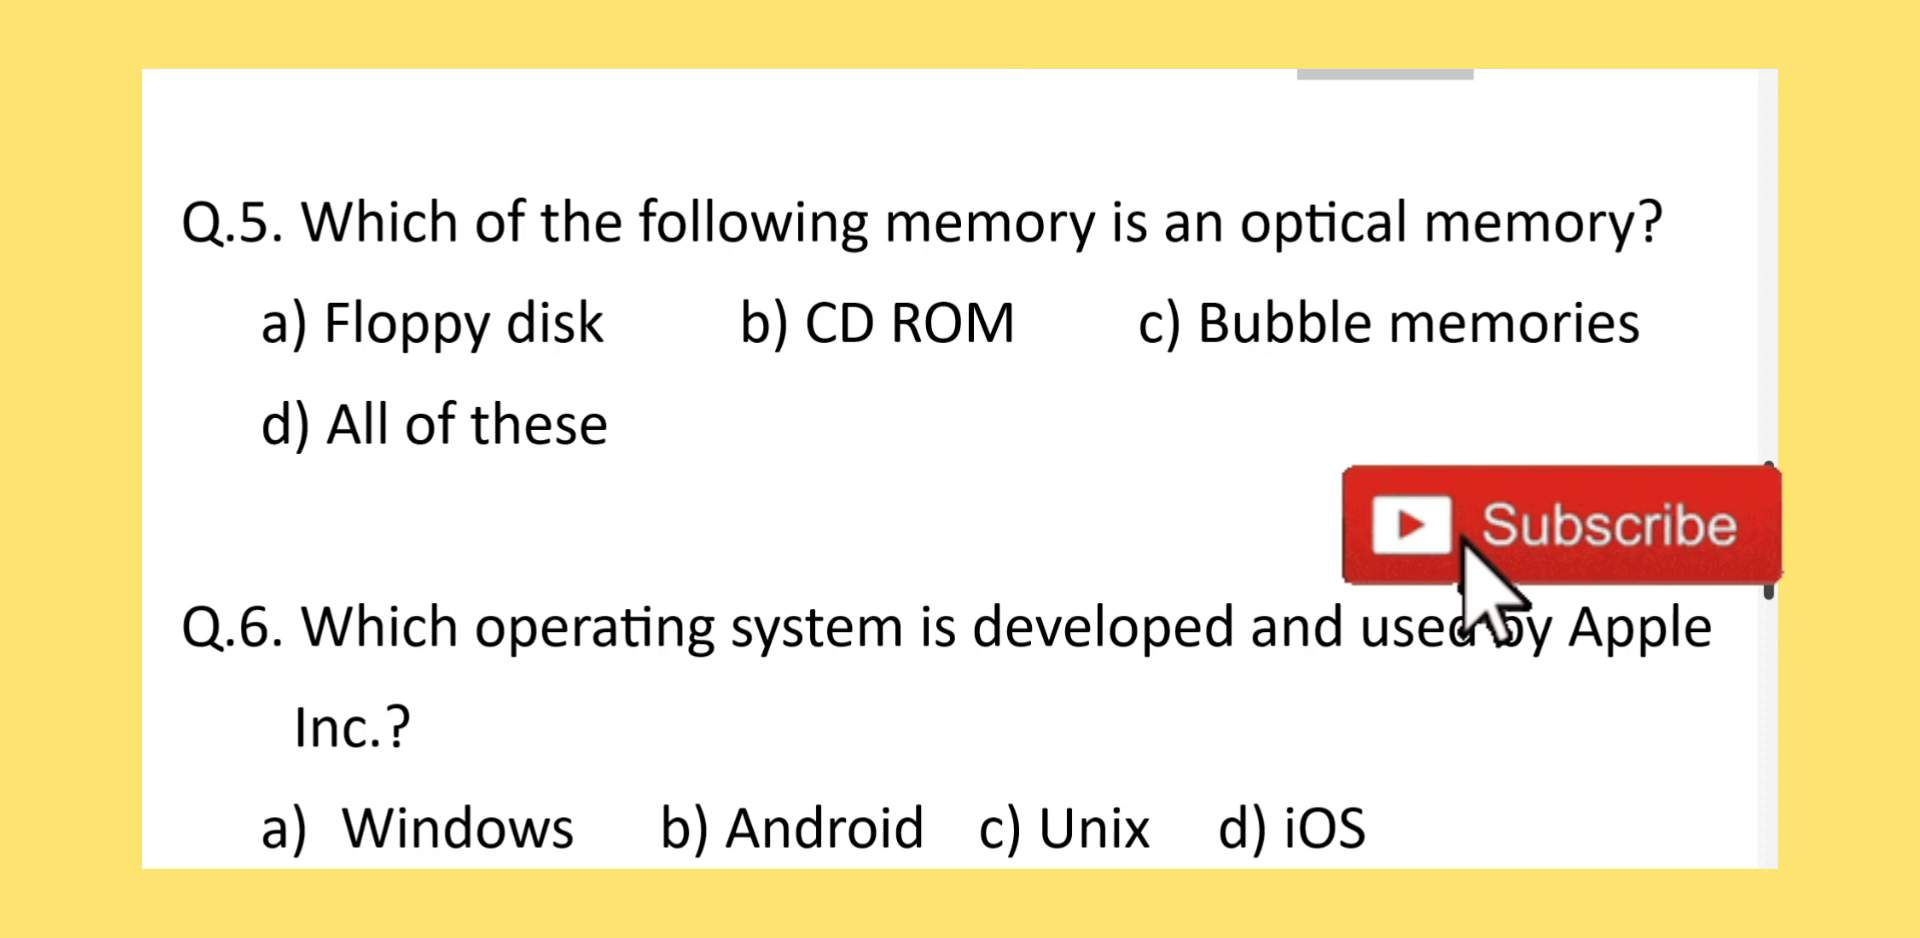 Q.5. Which of the following memory is an optical memory?
a) Floppy disk b) CD ROM c) Bubble memories
d) All of these
Subscribe
Q.6. Which operating system is developed and used by Apple
Inc.?
a) Windows b) Android c) Unix d) iOS